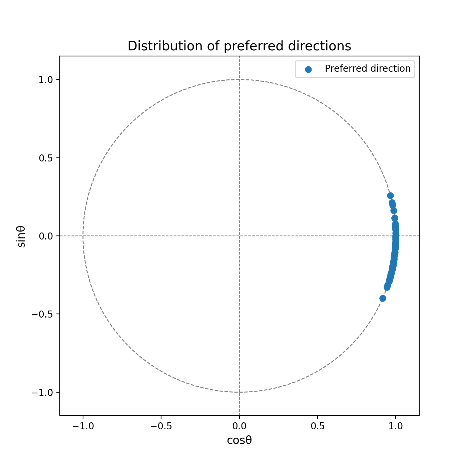 Distribution of preferred directions
Preferred direction
1.0
0.5
0.0
−0.5
−1.0
sinθ
−1.0
−0.5
0.0
0.5
1.0
cosθ